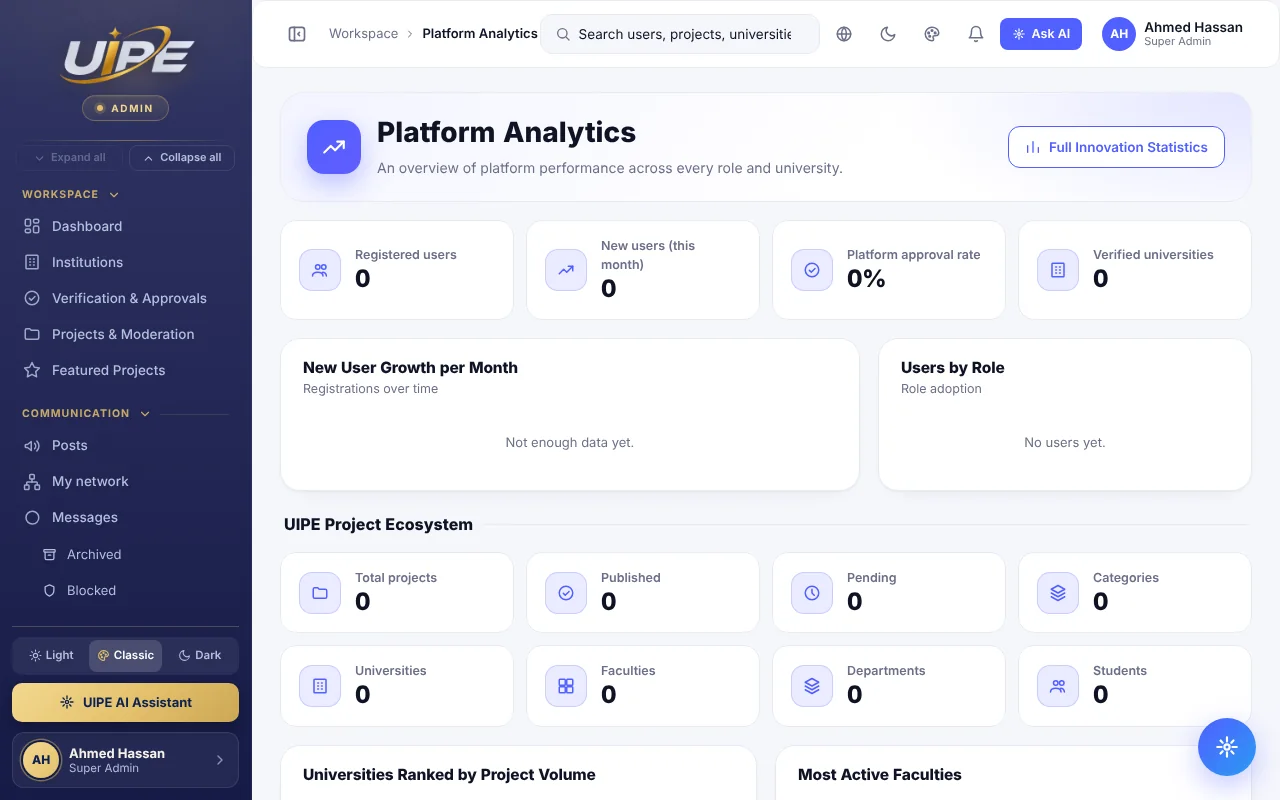 UIPE
ADMIN
Expand all
Collapse all
WORKSPACE
Dashboard
Institutions
Verification & Approvals
Projects & Moderation
Featured Projects
COMMUNICATION
Posts
My network
Messages
Archived
Blocked
Light
Classic
Dark
UIPE AI Assistant
AH
Ahmed Hassan
Super Admin
Workspace › Platform Analytics
Search users, projects, universitie
Ask AI
AH
Ahmed Hassan
Super Admin
Platform Analytics
An overview of platform performance across every role and university.
Full Innovation Statistics
Registered users
0
New users (this
month)
0
Platform approval rate
0%
Verified universities
0
New User Growth per Month
Registrations over time
Not enough data yet.
Users by Role
Role adoption
No users yet.
UIPE Project Ecosystem
Total projects
0
Published
0
Pending
0
Categories
0
Universities
0
Faculties
0
Departments
0
Students
0
Universities Ranked by Project Volume
Most Active Faculties